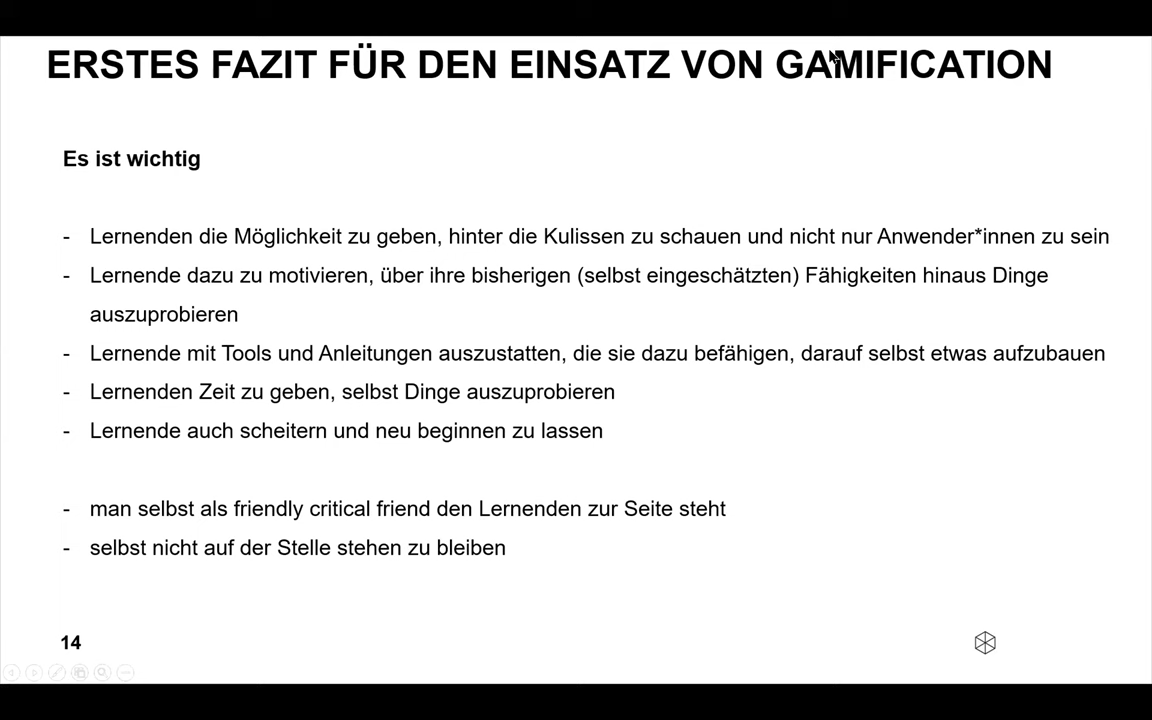 ERSTES FAZIT FÜR DEN EINSATZ VON GAMIFICATION
Es ist wichtig
- Lernenden die Möglichkeit zu geben, hinter die Kulissen zu schauen und nicht nur Anwender*innen zu sein
- Lernende dazu zu motivieren, über ihre bisherigen (selbst eingeschätzten) Fähigkeiten hinaus Dinge
auszuprobieren
- Lernende mit Tools und Anleitungen auszustatten, die sie dazu befähigen, darauf selbst etwas aufzubauen
- Lernenden Zeit zu geben, selbst Dinge auszuprobieren
- Lernende auch scheitern und neu beginnen zu lassen
- man selbst als friendly critical friend den Lernenden zur Seite steht
- selbst nicht auf der Stelle stehen zu bleiben
14